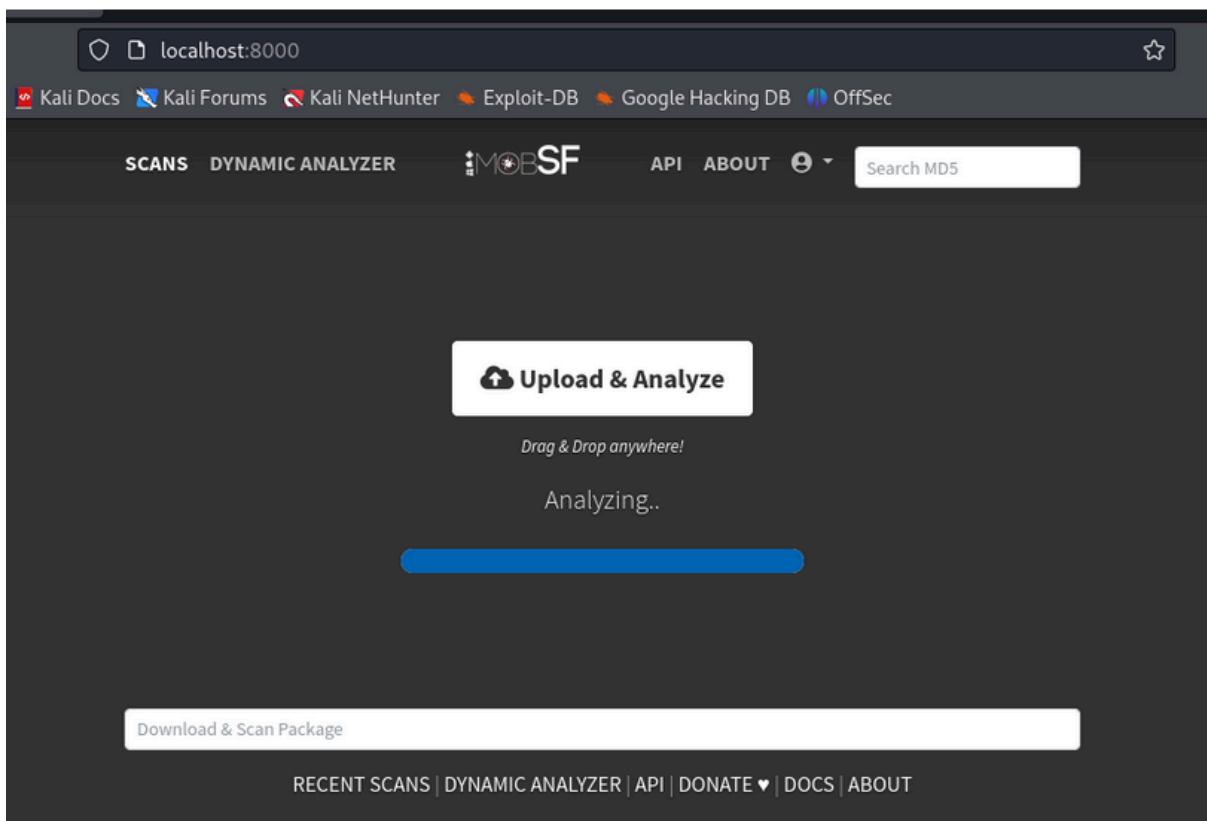 localhost:8000
Kali Docs Kali Forums Kali NetHunter Exploit-DB Google Hacking DB OffSec
SCANS DYNAMIC ANALYZER MOBSF API ABOUT Search MD5
Upload & Analyze
Drag & Drop anywhere!
Analyzing..
Download & Scan Package
RECENT SCANS | DYNAMIC ANALYZER | API | DONATE ♥ | DOCS | ABOUT